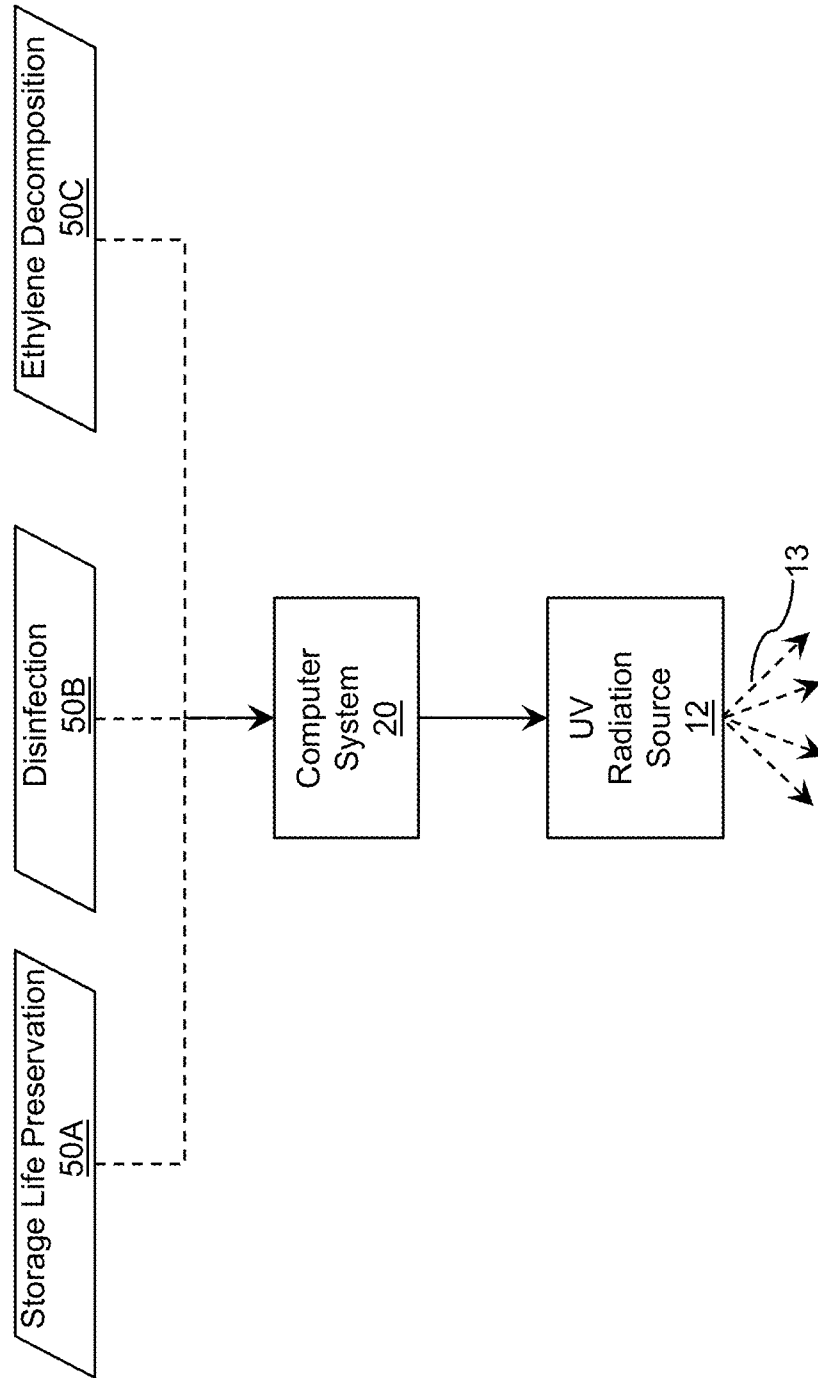 Storage Life Preservation
50A
Disinfection
50B
Ethylene Decomposition
50C
Computer
System
20
UV
Radiation
Source
12
13